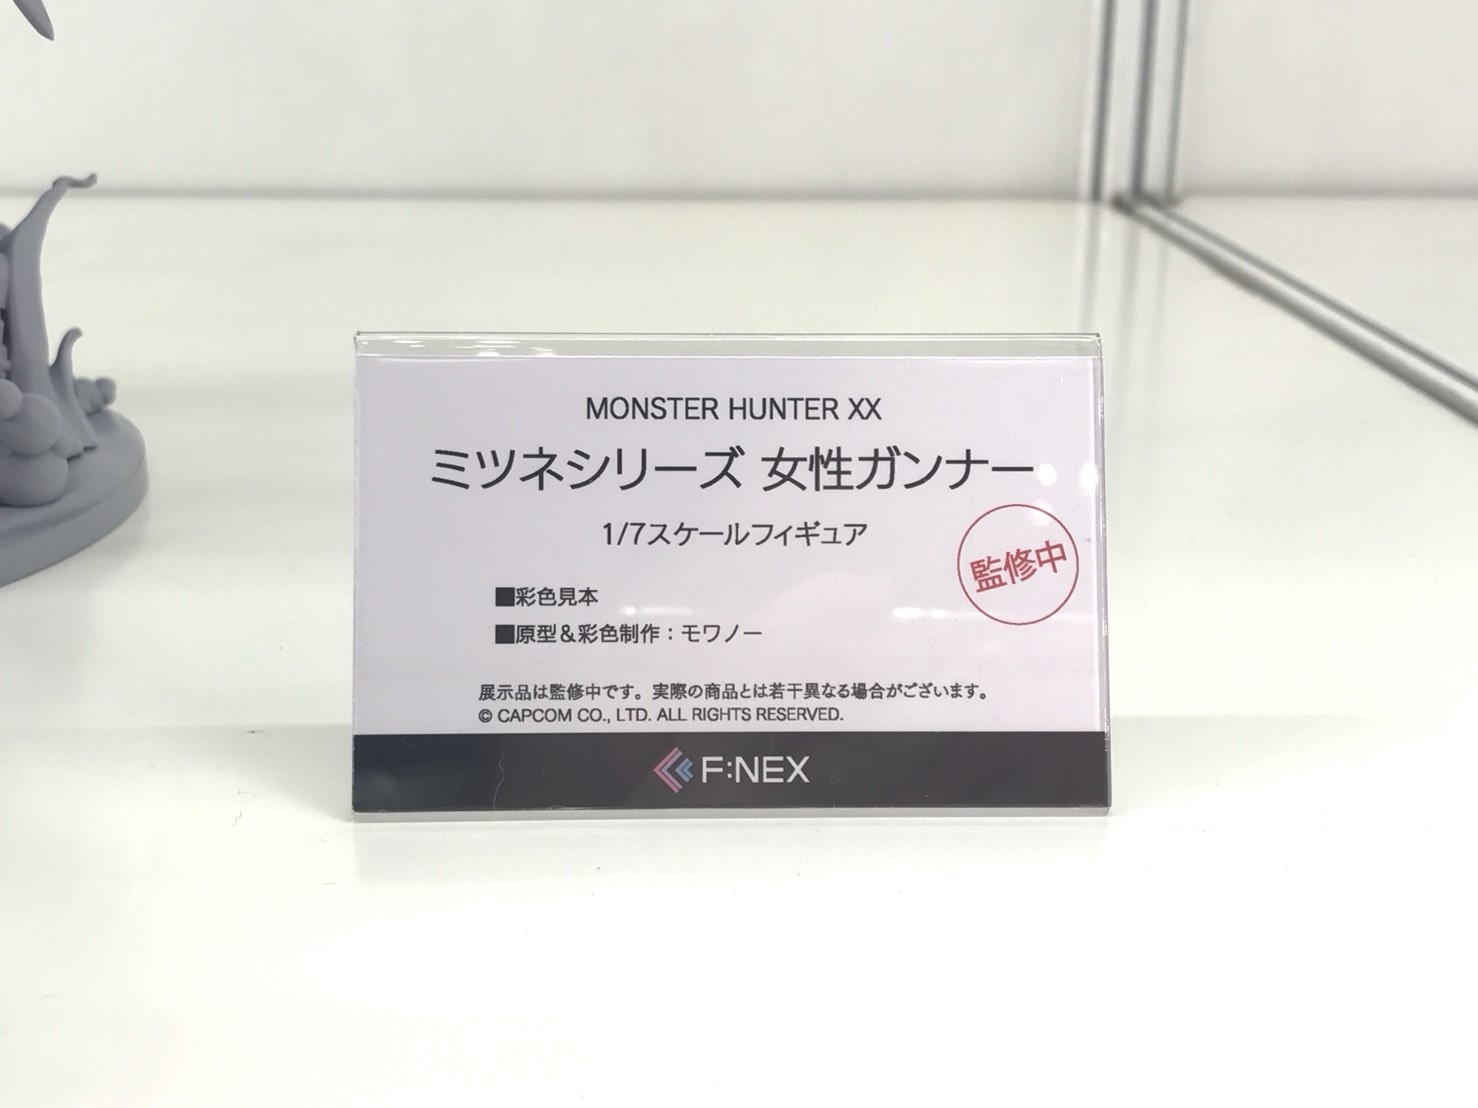 MONSTER HUNTER XX
ミツネシリーズ 女性ガンナー
1/7スケールフィギュア
監修中
■彩色見本
■原型＆彩色制作：モワノー
展示品は監修中です。実際の商品とは若干異なる場合がございます。
© CAPCOM CO., LTD. ALL RIGHTS RESERVED.
F:NEX